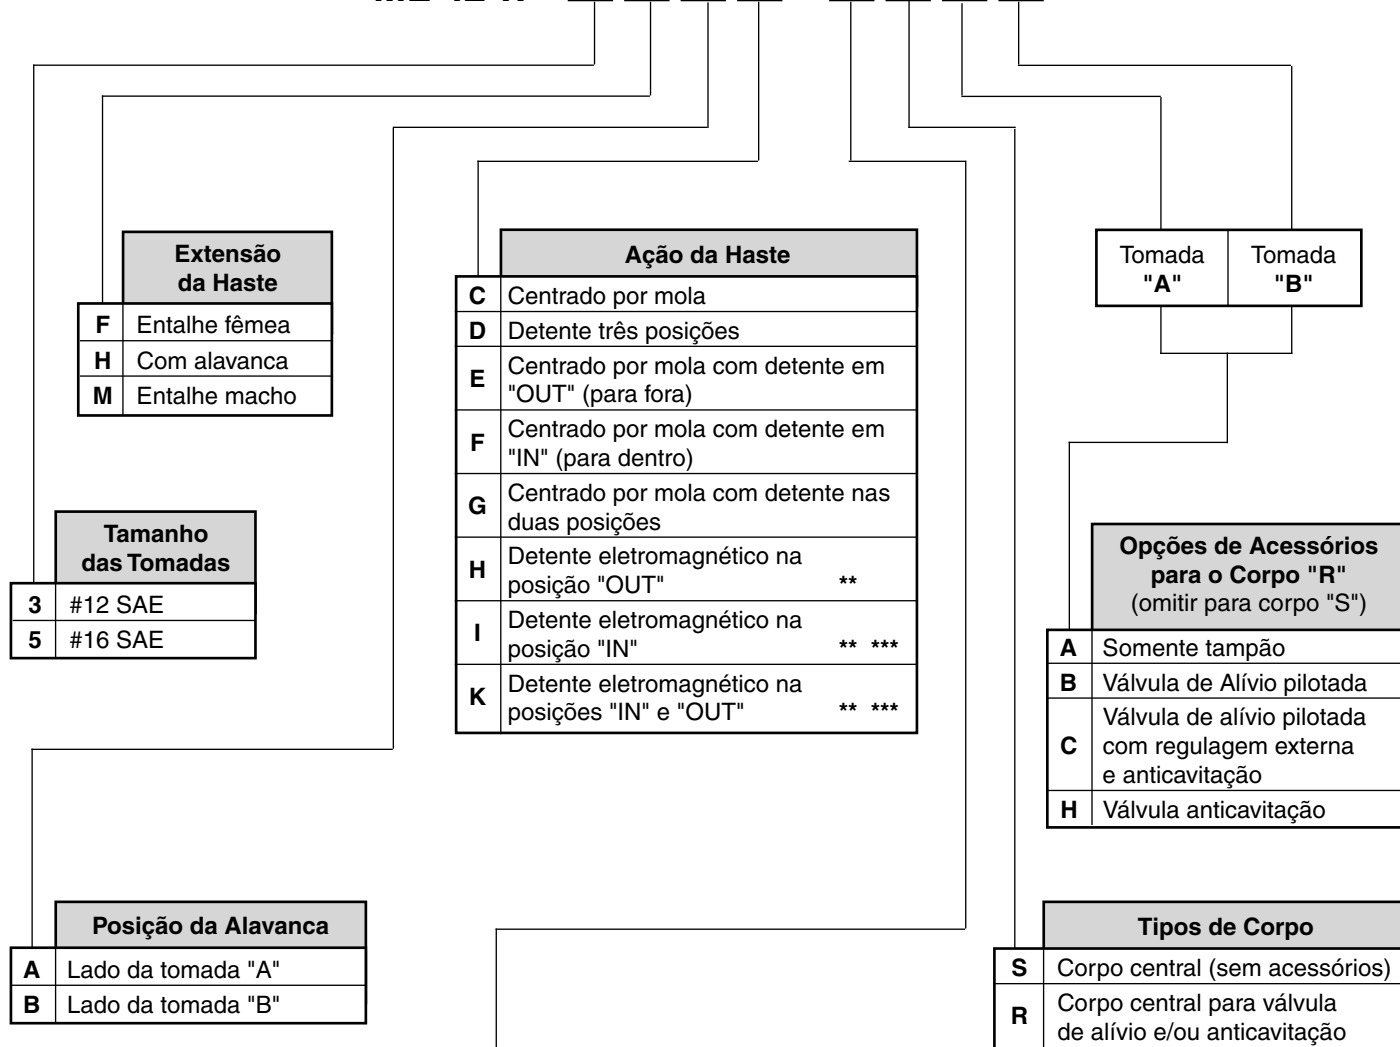 Extensão
da Haste
F Entalhe fêmea
H Com alavanca
M Entalhe macho
Ação da Haste
C Centrado por mola
D Detente três posições
E Centrado por mola com detente em
"OUT" (para fora)
F Centrado por mola com detente em
"IN" (para dentro)
G Centrado por mola com detente nas
duas posições
H Detente eletromagnético na
posição "OUT" **
I Detente eletromagnético na
posição "IN" ** ***
K Detente eletromagnético na
posições "IN" e "OUT" ** ***
Tomada
"A"
Tomada
"B"
Tamanho
das Tomadas
3 #12 SAE
5 #16 SAE
Opções de Acessórios
para o Corpo "R"
(omitir para corpo "S")
A Somente tampão
B Válvula de Alívio pilotada
C Válvula de alívio pilotada
com regulagem externa
e anticavitação
H Válvula anticavitação
Posição da Alavanca
A Lado da tomada "A"
B Lado da tomada "B"
Tipos de Corpo
S Corpo central (sem acessórios)
R Corpo central para válvula
de alívio e/ou anticavitação